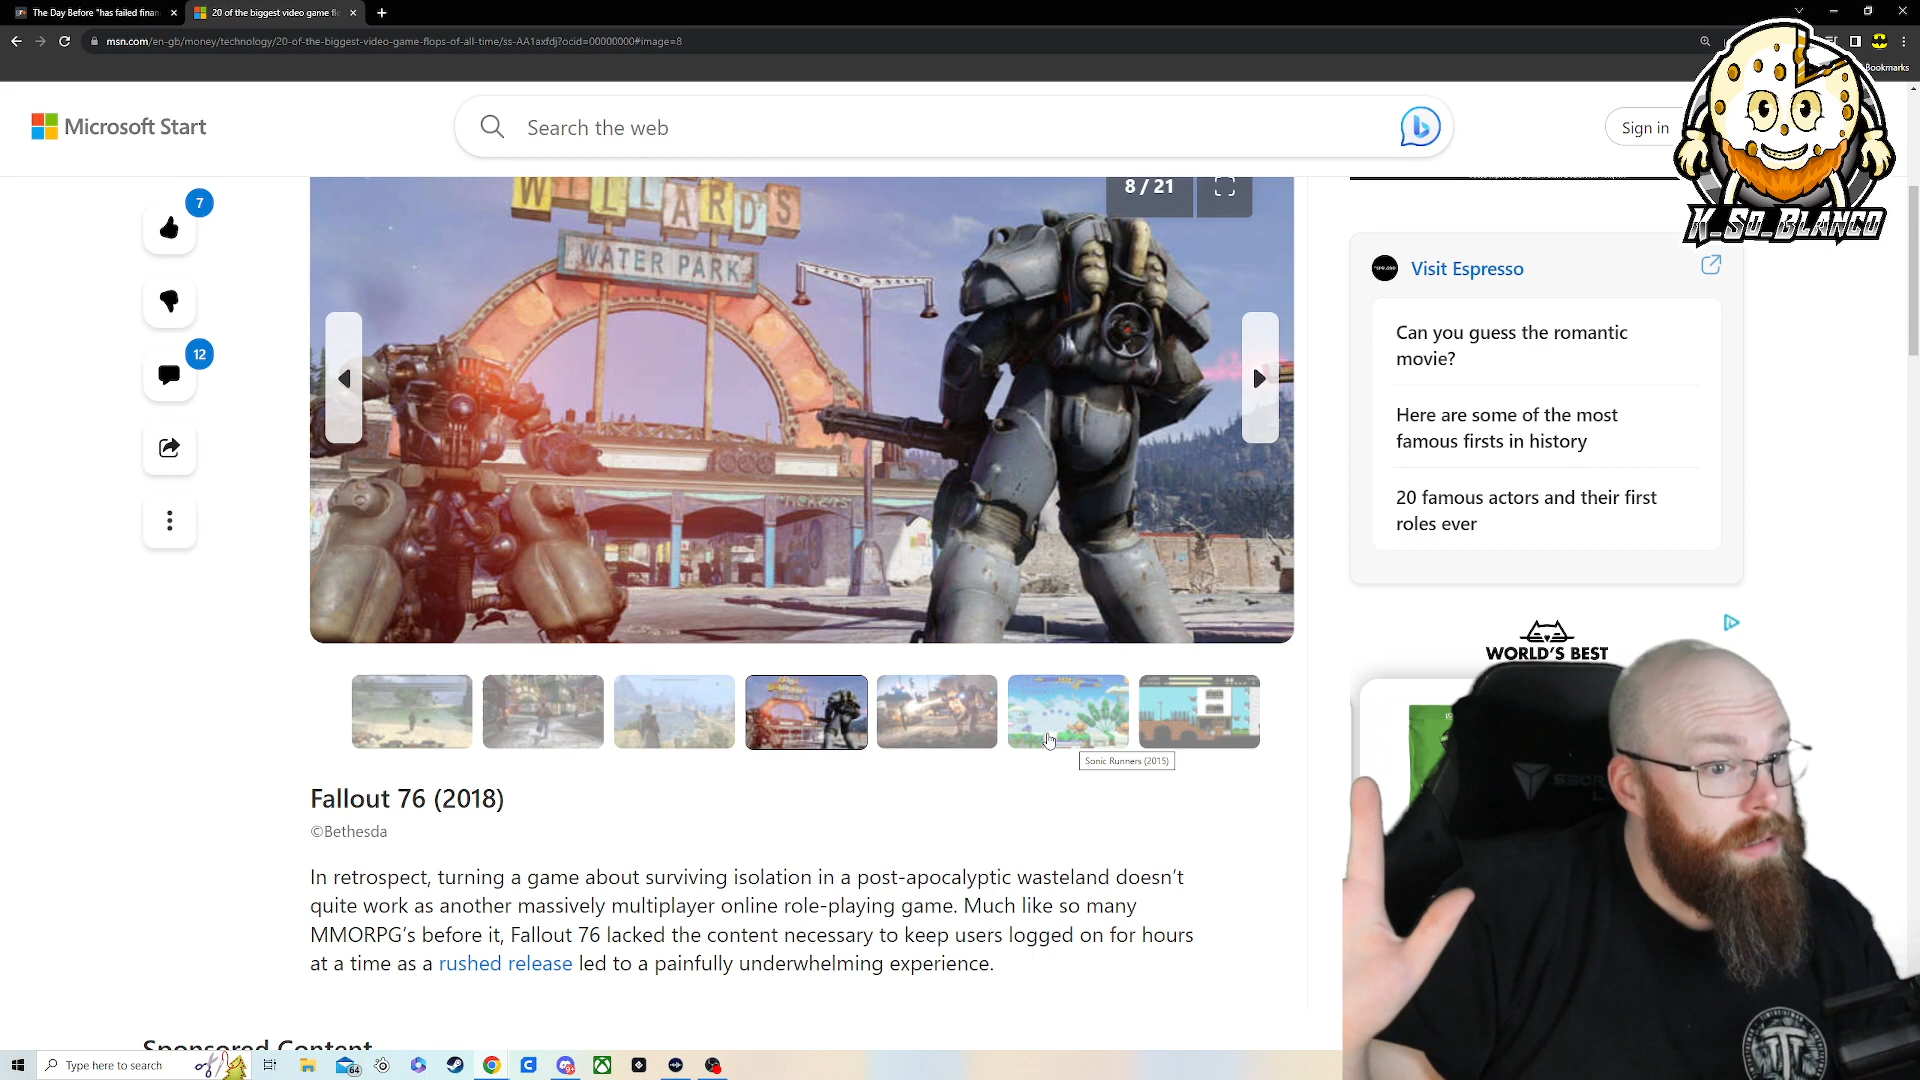 The Day Before "has failed finan
20 of the biggest video game flo
msn.com/en-gb/money/technology/20-of-the-biggest-video-game-flops-of-all-time/ss-AA1axfdj?ocid=00000000#image=8
Bookmarks
Microsoft Start
Search the web
Sign in
K_So_Blanco
7
12
WILLARD'S
WATER PARK
8 / 21
Visit Espresso
Can you guess the romantic
movie?
Here are some of the most
famous firsts in history
20 famous actors and their first
roles ever
WORLD'S BEST
Sonic Runners (2015)
Fallout 76 (2018)
©Bethesda
In retrospect, turning a game about surviving isolation in a post-apocalyptic wasteland doesn't
quite work as another massively multiplayer online role-playing game. Much like so many
MMORPG's before it, Fallout 76 lacked the content necessary to keep users logged on for hours
at a time as a rushed release led to a painfully underwhelming experience.
Sponsored Content
Type here to search
64